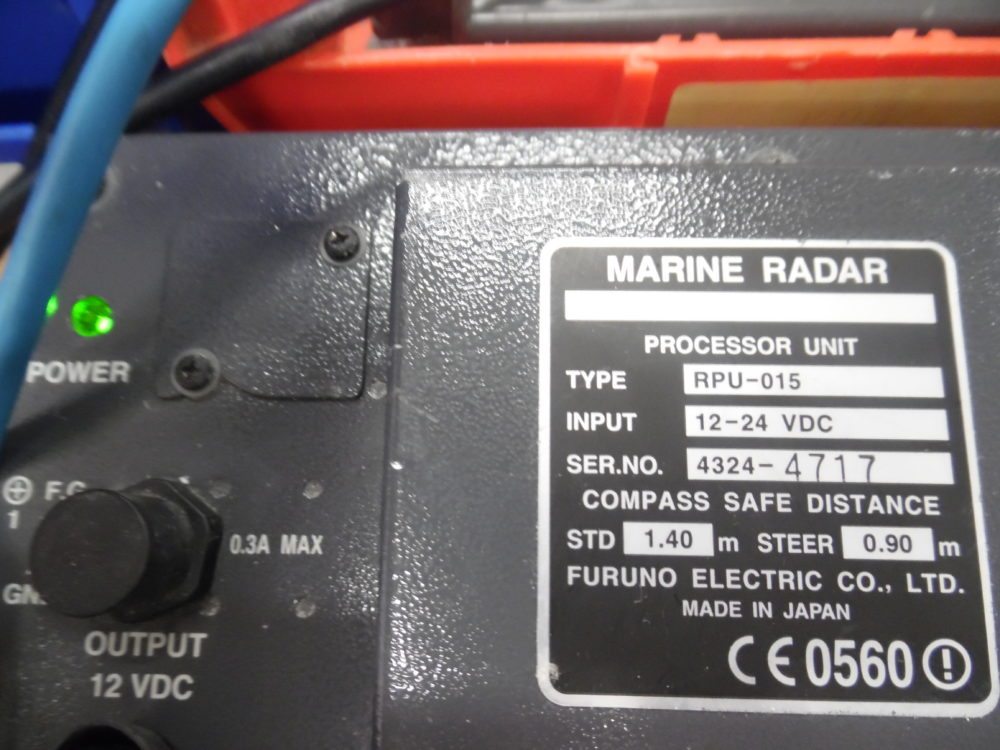 POWER
F.G
1
0.3A MAX
OUTPUT
12 VDC
MARINE RADAR
PROCESSOR UNIT
TYPE RPU-015
INPUT 12-24 VDC
SER.NO. 4324-4717
COMPASS SAFE DISTANCE
STD 1.40 m STEER 0.90 m
FURUNO ELECTRIC CO., LTD.
MADE IN JAPAN
CE0560